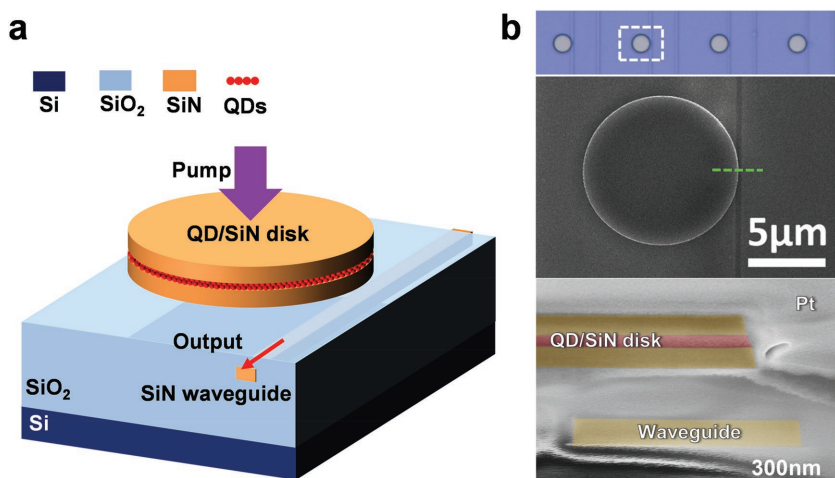 a
Si
SiO₂
SiN
QDs
Pump
QD/SiN disk
Output
SiN waveguide
SiO₂
Si
b
5μm
Pt
QD/SiN disk
Waveguide
300nm